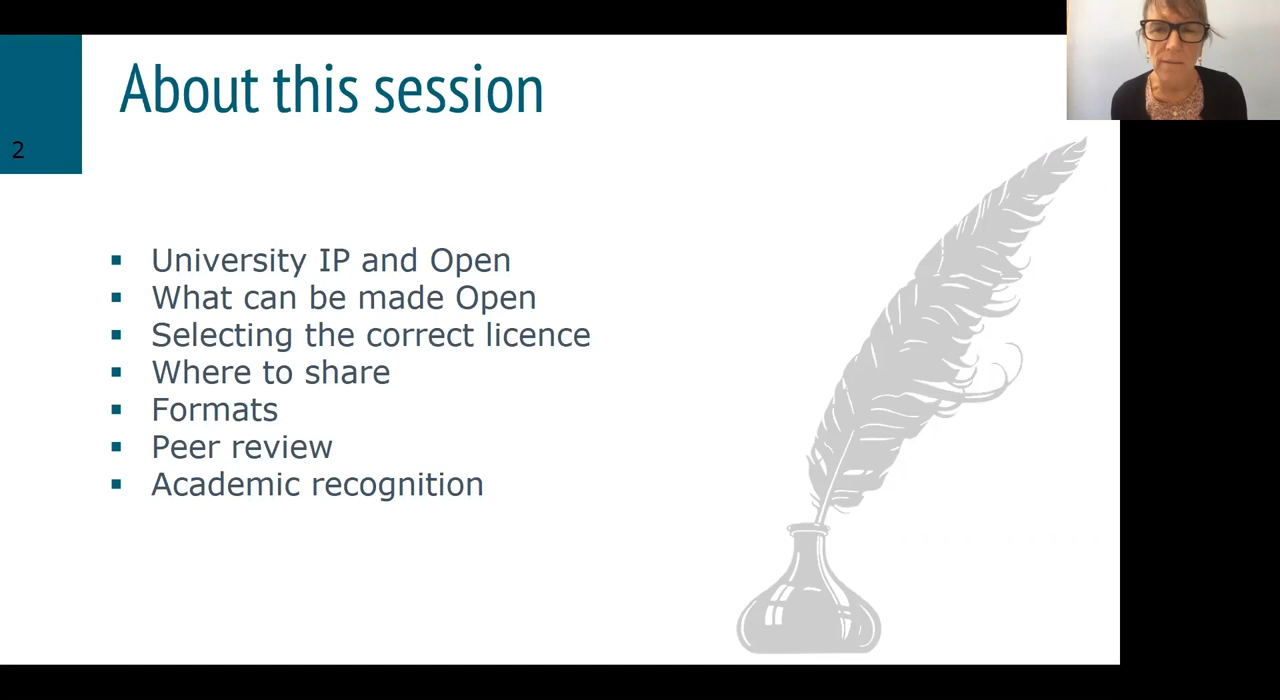 About this session
2
University IP and Open
What can be made Open
Selecting the correct licence
Where to share
Formats
Peer review
Academic recognition